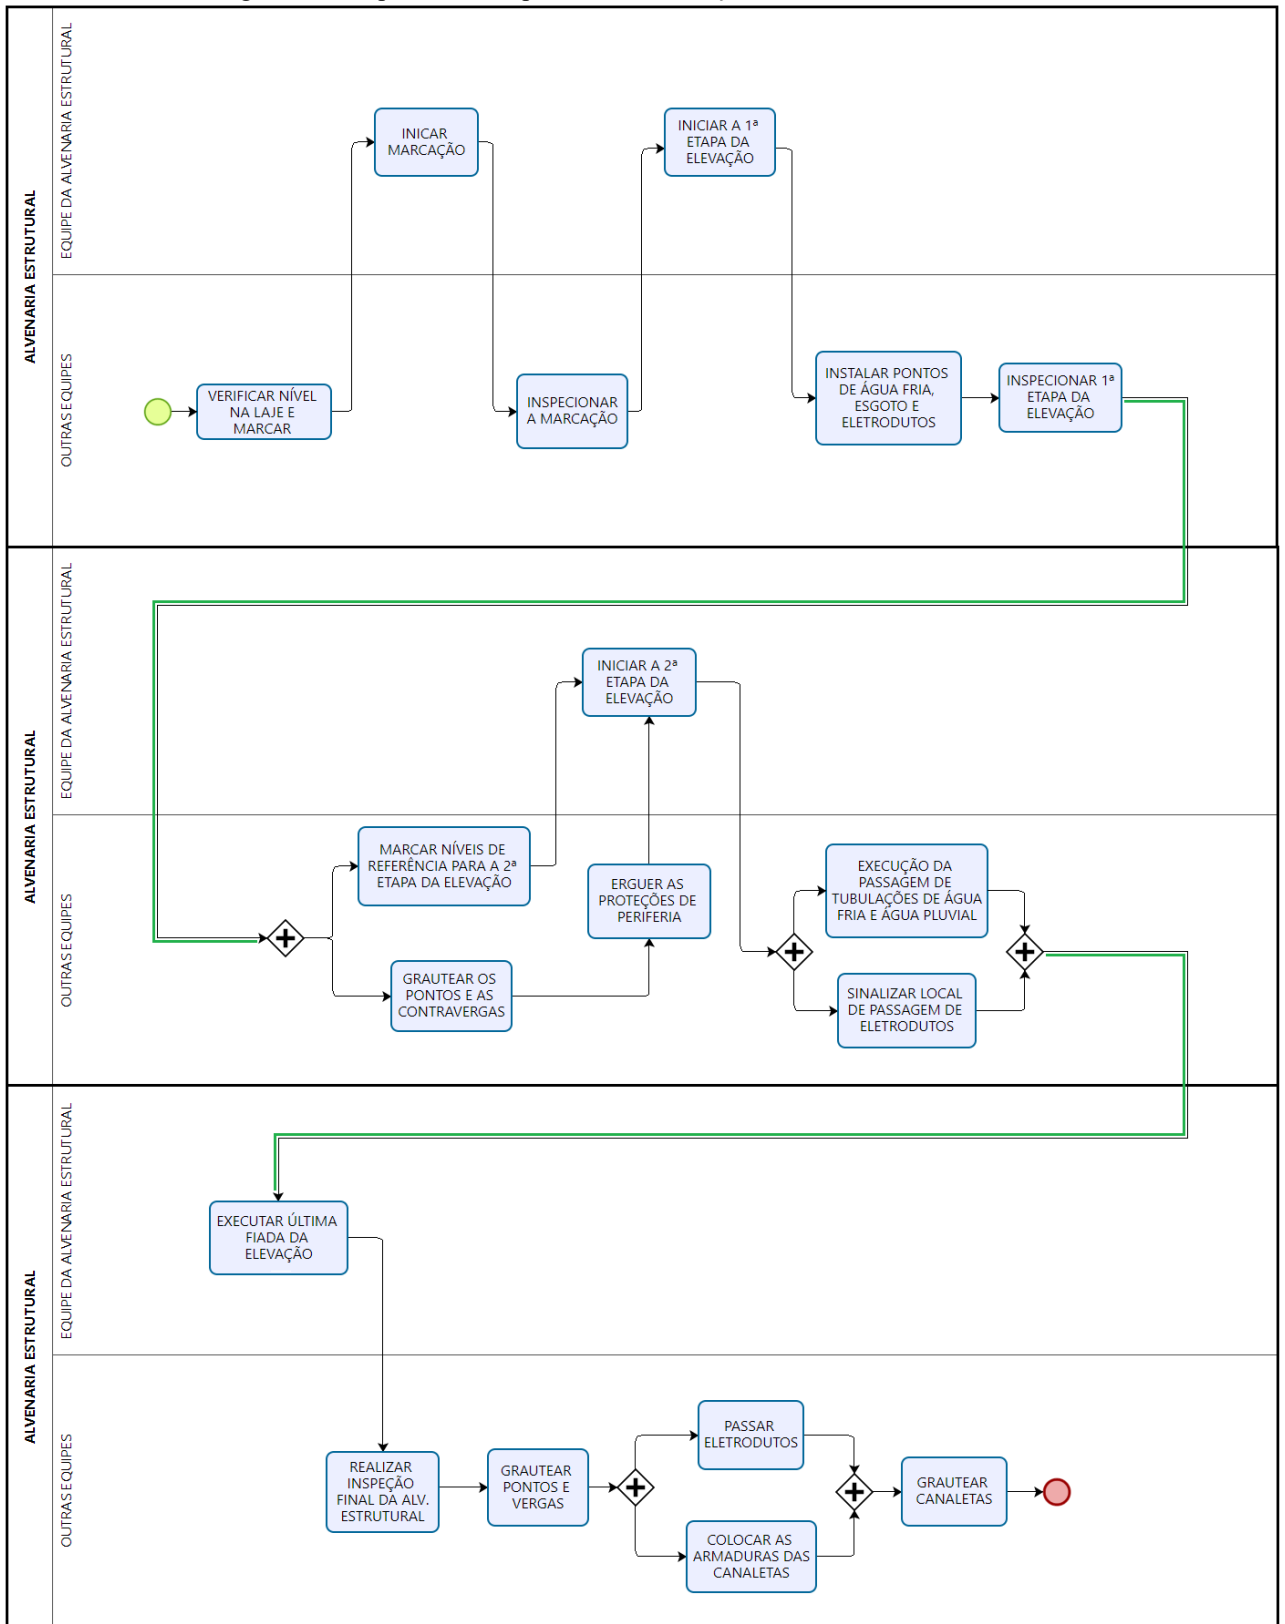 ALVENARIA ESTRUTURAL
EQUIPE DA ALVENARIA ESTRUTURAL
INICAR
MARCAÇÃO
INICIAR A 1ª
ETAPA DA
ELEVAÇÃO
OUTRAS EQUIPES
VERIFICAR NÍVEL
NA LAJE E
MARCAR
INSPECIONAR
A MARCAÇÃO
INSTALAR PONTOS
DE ÁGUA FRIA,
ESGOTO E
ELETRODUTOS
INSPECIONAR 1ª
ETAPA DA
ELEVAÇÃO
ALVENARIA ESTRUTURAL
EQUIPE DA ALVENARIA ESTRUTURAL
INICIAR A 2ª
ETAPA DA
ELEVAÇÃO
OUTRAS EQUIPES
MARCAR NÍVEIS DE
REFERÊNCIA PARA A 2ª
ETAPA DA ELEVAÇÃO
GRAUTEAR OS
PONTOS E AS
CONTRAVERGAS
ERGUER AS
PROTEÇÕES DE
PERIFERIA
EXECUÇÃO DA
PASSAGEM DE
TUBULAÇÕES DE ÁGUA
FRIA E ÁGUA PLUVIAL
SINALIZAR LOCAL
DE PASSAGEM DE
ELETRODUTOS
ALVENARIA ESTRUTURAL
EQUIPE DA ALVENARIA ESTRUTURAL
EXECUTAR ÚLTIMA
FIADA DA
ELEVAÇÃO
OUTRAS EQUIPES
REALIZAR
INSPEÇÃO
FINAL DA ALV.
ESTRUTURAL
GRAUTEAR
PONTOS E
VERGAS
PASSAR
ELETRODUTOS
COLOCAR AS
ARMADURAS DAS
CANALETAS
GRAUTEAR
CANALETAS